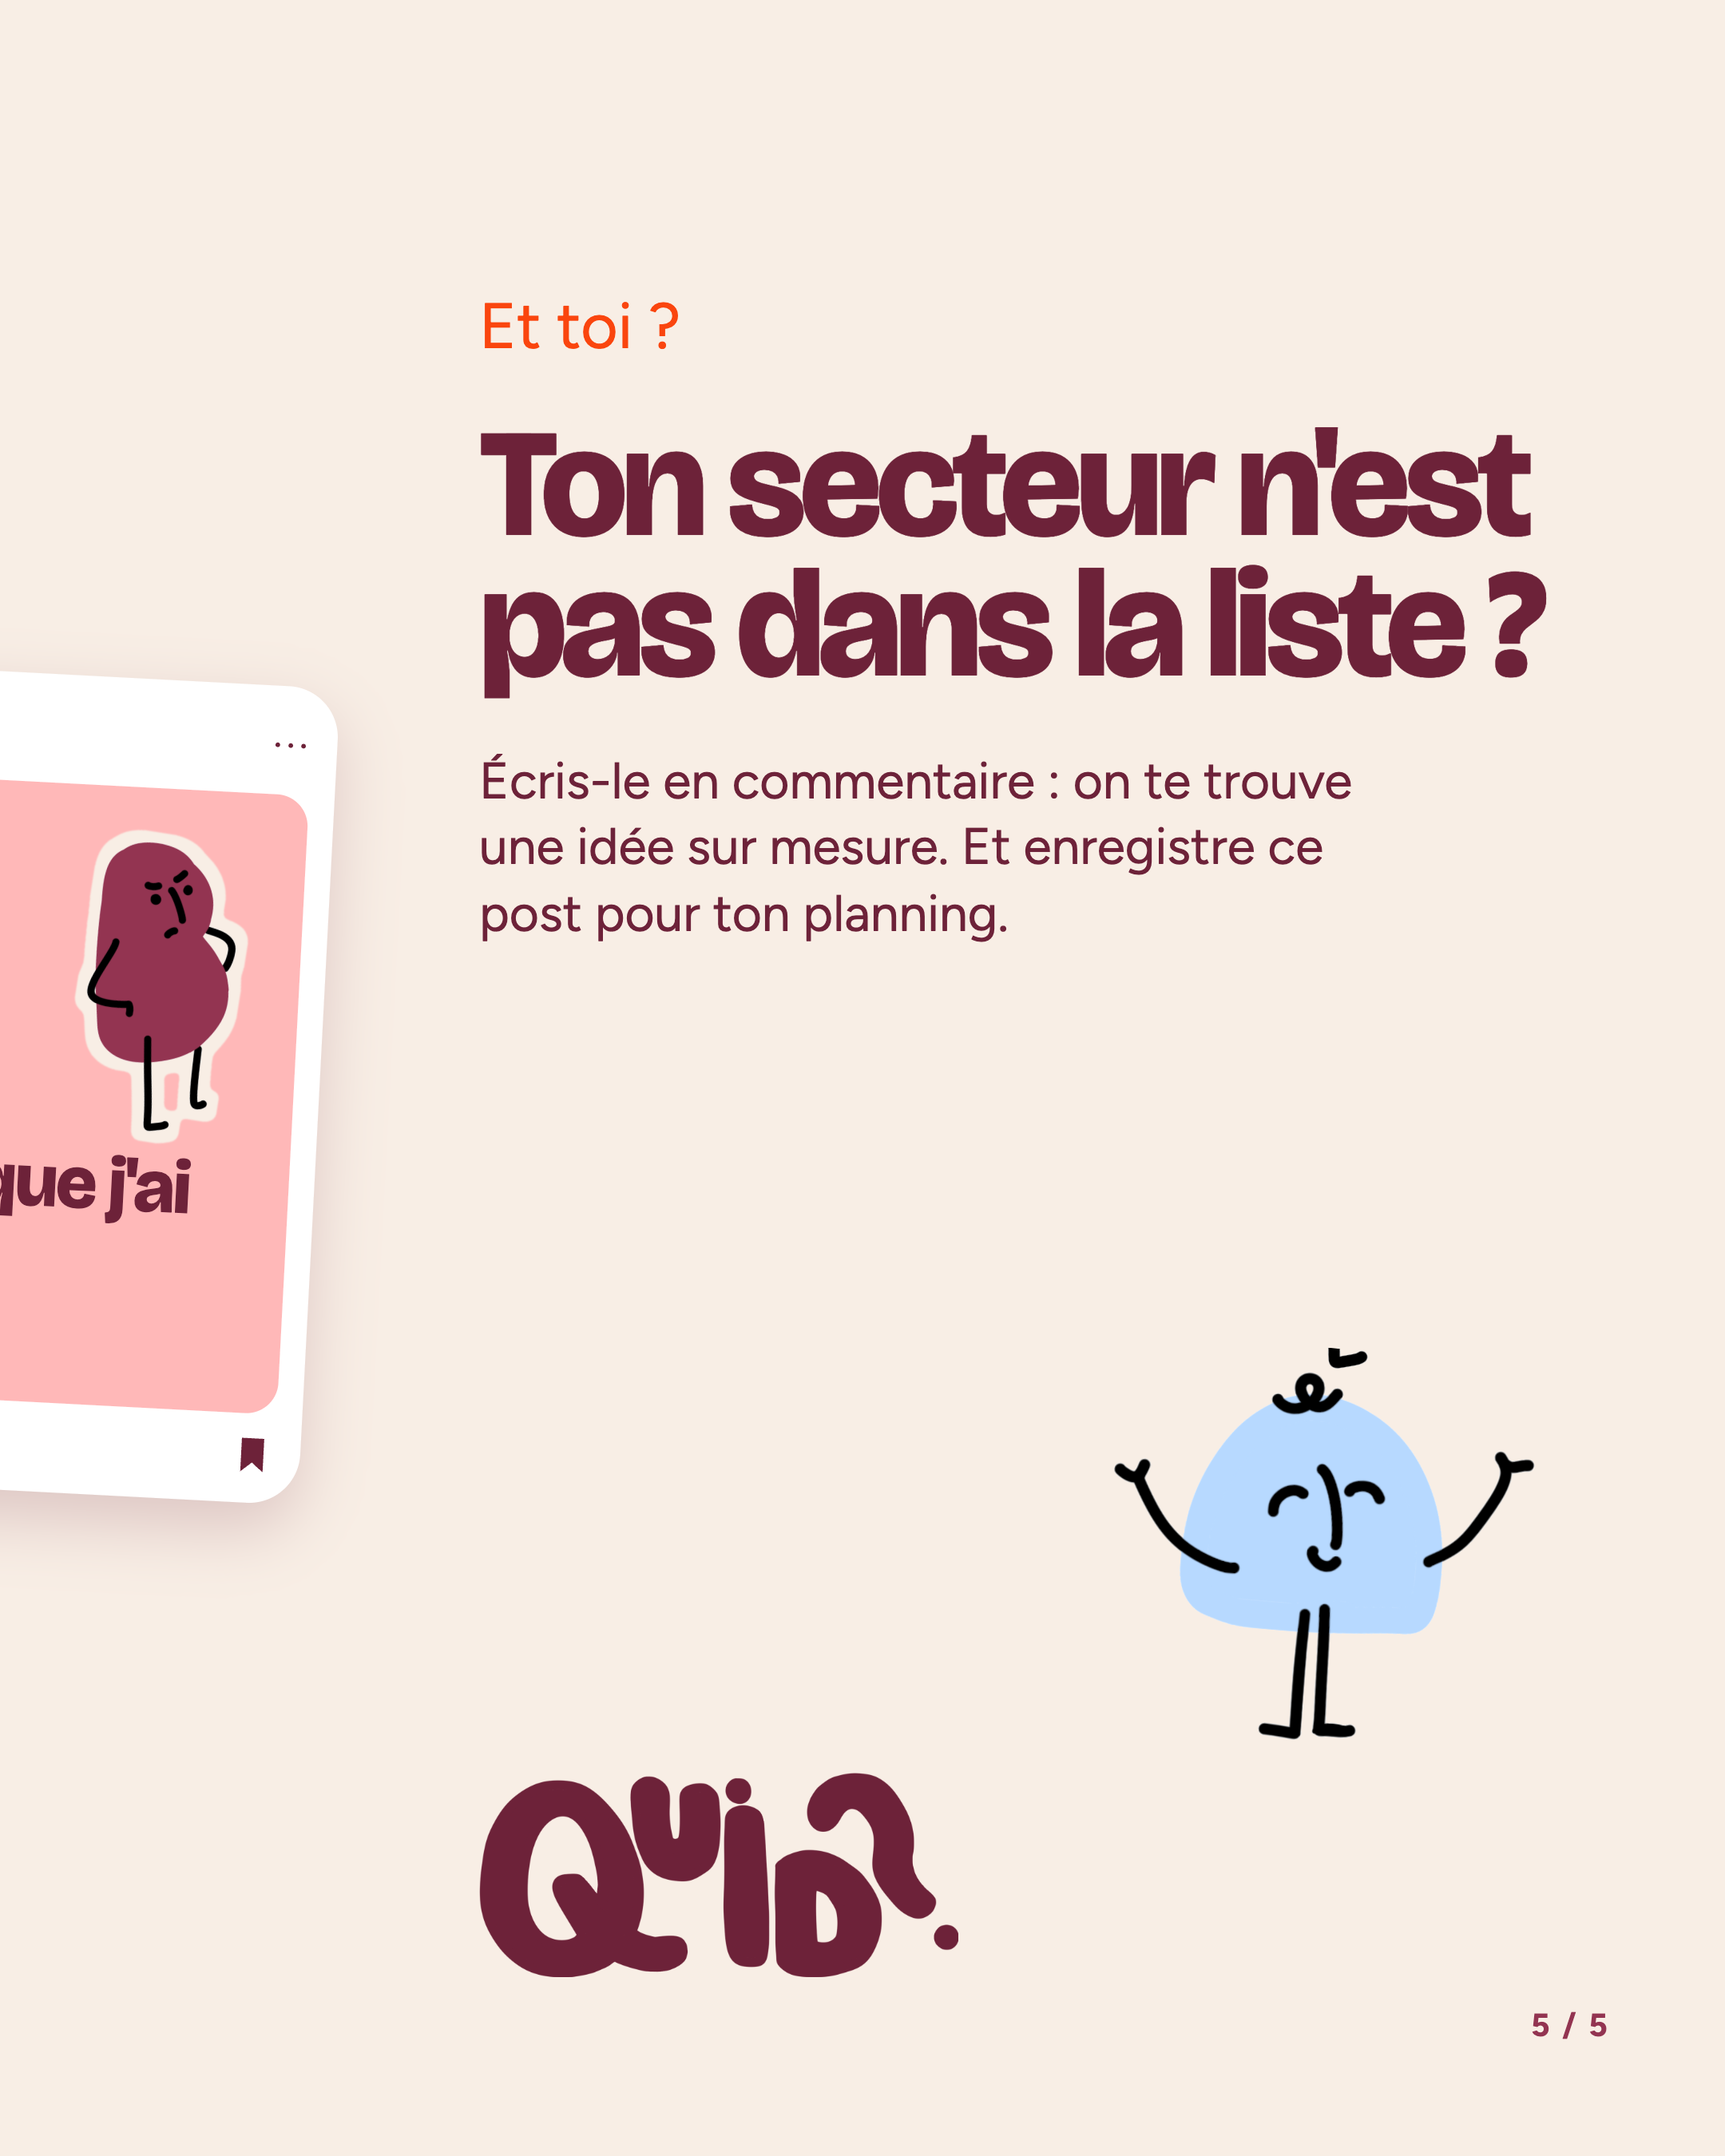 Et toi ?
Ton secteur n'est
pas dans la liste ?
Écris-le en commentaire : on te trouve
une idée sur mesure. Et enregistre ce
post pour ton planning.
que j'ai
QuiD?
5 / 5